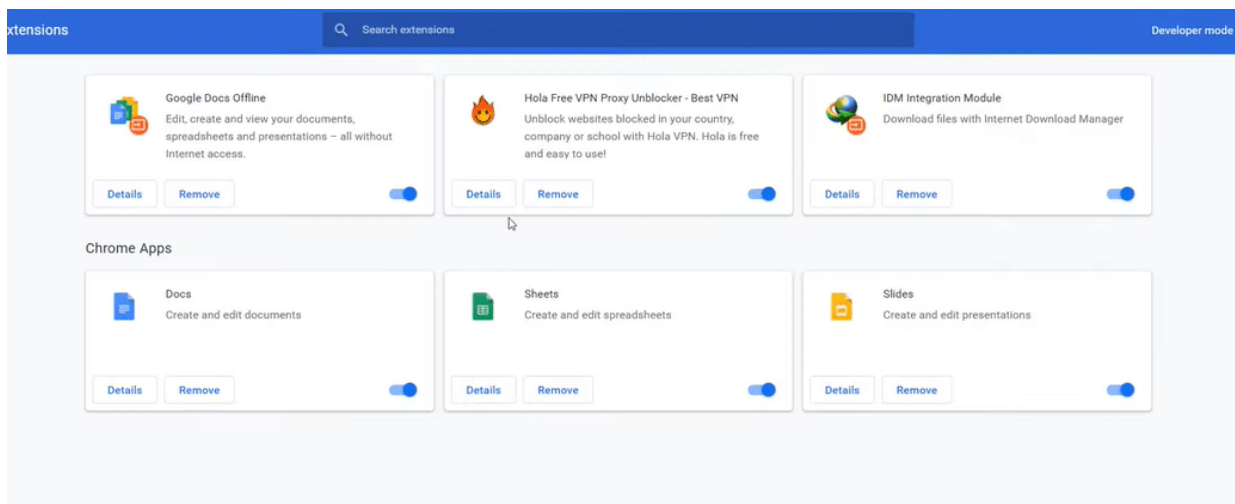 xtensions
Search extensions
Developer mode
Google Docs Offline
Edit, create and view your documents,
spreadsheets and presentations – all without
Internet access.
Details
Remove
Hola Free VPN Proxy Unblocker - Best VPN
Unblock websites blocked in your country,
company or school with Hola VPN. Hola is free
and easy to use!
Details
Remove
IDM Integration Module
Download files with Internet Download Manager
Details
Remove
Chrome Apps
Docs
Create and edit documents
Details
Remove
Sheets
Create and edit spreadsheets
Details
Remove
Slides
Create and edit presentations
Details
Remove